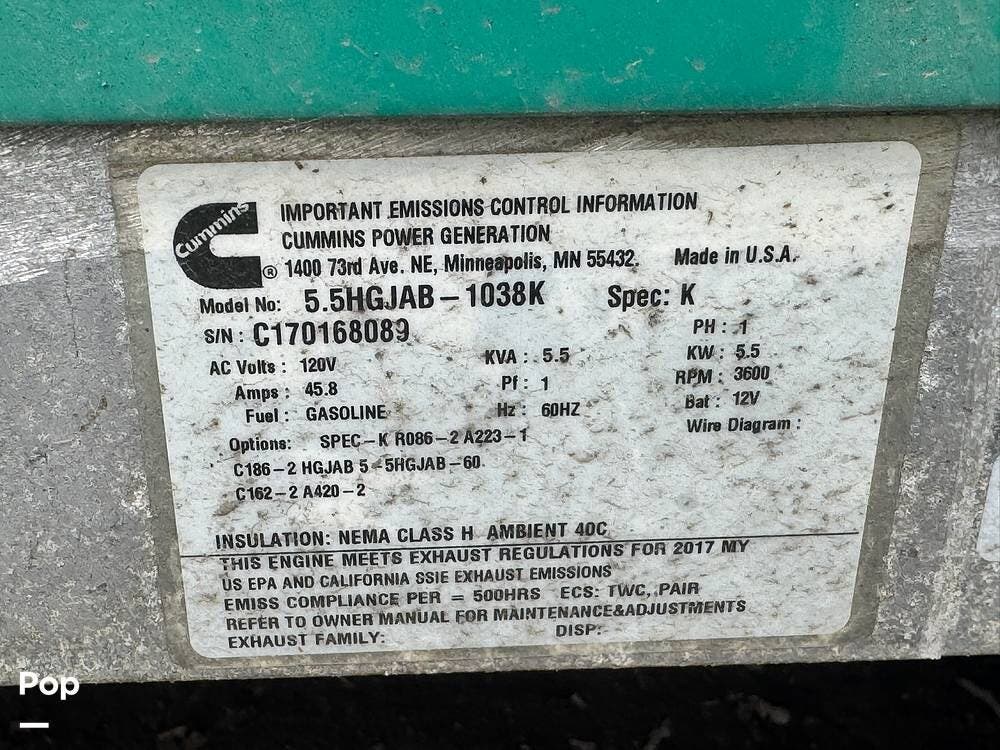 Cummins
®
IMPORTANT EMISSIONS CONTROL INFORMATION
CUMMINS POWER GENERATION
1400 73rd Ave. NE, Minneapolis, MN 55432. Made in U.S.A.
Model No: 5.5HGJAB-1038K Spec: K
S/N: C170168089 PH: 1
AC Volts: 120V KVA: 5.5 KW: 5.5
Amps: 45.8 Pf: 1 RPM: 3600
Fuel: GASOLINE Hz: 60HZ Bat: 12V
Options: SPEC-K R086-2 A223-1 Wire Diagram:
C186-2 HGJAB 5-5HGJAB-60
C162-2 A420-2
INSULATION: NEMA CLASS H AMBIENT 40C
THIS ENGINE MEETS EXHAUST REGULATIONS FOR 2017 MY
US EPA AND CALIFORNIA SSIE EXHAUST EMISSIONS
EMISS COMPLIANCE PER = 500HRS ECS: TWC, PAIR
REFER TO OWNER MANUAL FOR MAINTENANCE&ADJUSTMENTS
EXHAUST FAMILY: DISP:
Pop